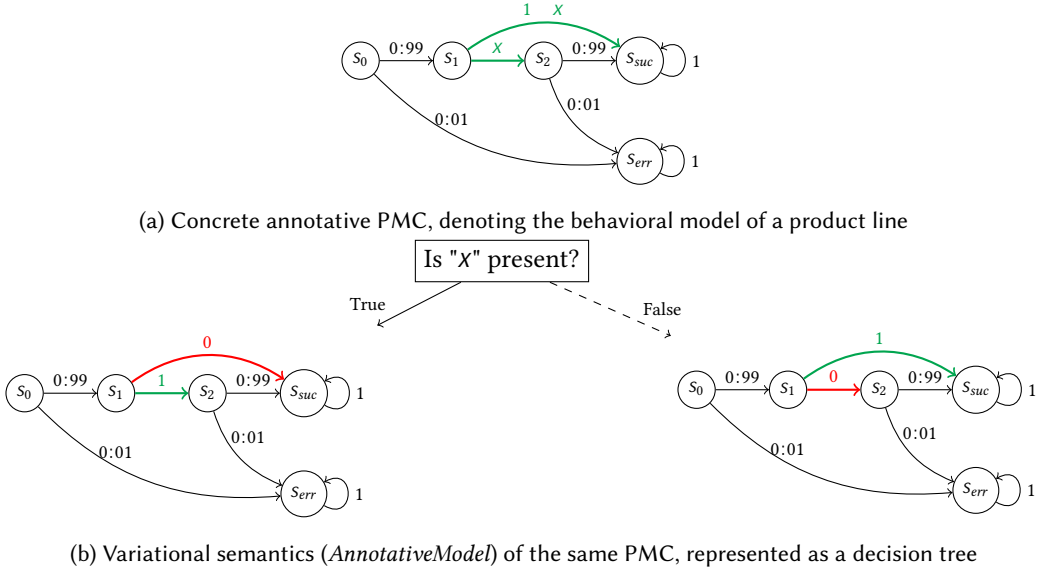 1 X
S0 0:99 S1 X S2 0:99 Ssuc 1
0:01
0:01
Serr 1
(a) Concrete annotative PMC, denoting the behavioral model of a product line
Is "X" present?
True
False
0
S0 0:99 S1 1 S2 0:99 Ssuc 1
0:01
0:01
Serr 1
1
S0 0:99 S1 0 S2 0:99 Ssuc 1
0:01
0:01
Serr 1
(b) Variational semantics (AnnotativeModel) of the same PMC, represented as a decision tree